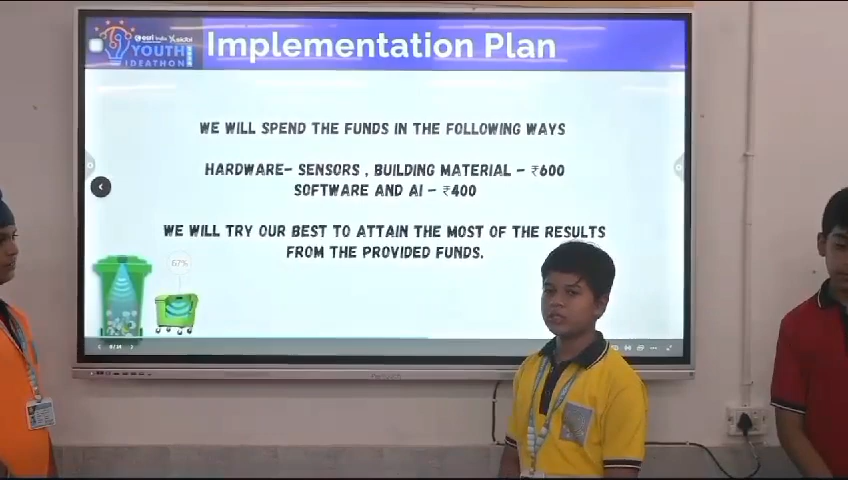 esri India
YOUTH
IDEATHON
Implementation Plan
WE WILL SPEND THE FUNDS IN THE FOLLOWING WAYS
HARDWARE- SENSORS , BUILDING MATERIAL - ₹600
SOFTWARE AND AI - ₹400
WE WILL TRY OUR BEST TO ATTAIN THE MOST OF THE RESULTS
FROM THE PROVIDED FUNDS.
67%